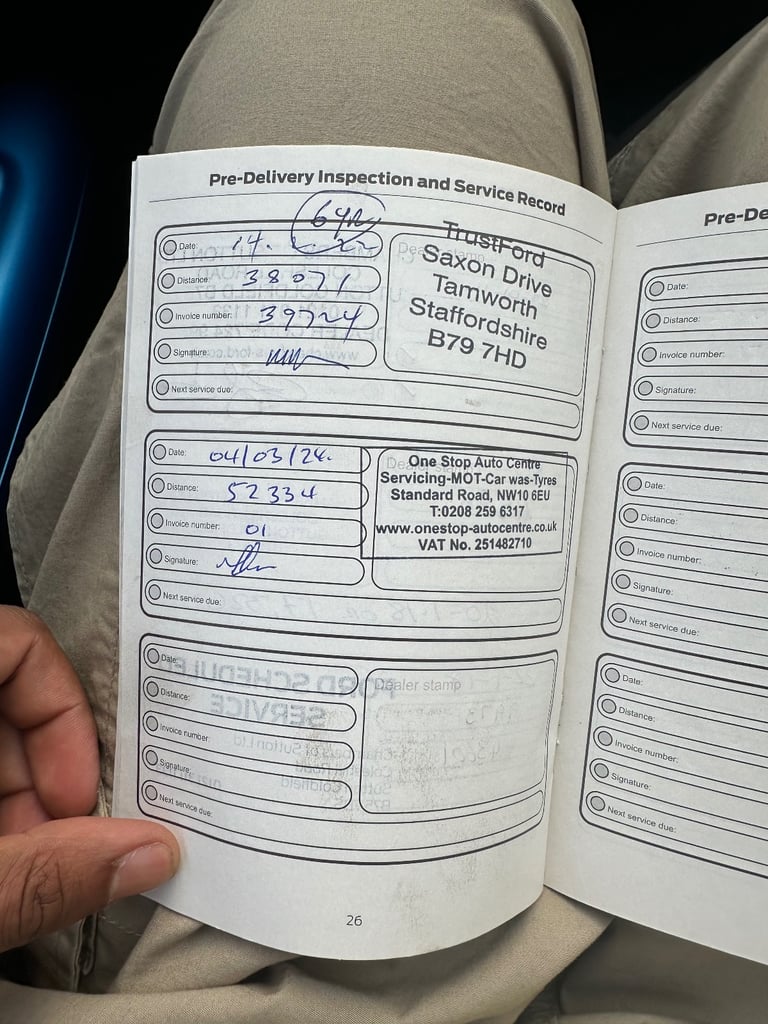 Pre-Delivery Inspection and Service Record
Date: 14.
Distance: 38071
Invoice number: 39724
Signature:
Next service due:
Dealer stamp
TrustFord
Saxon Drive
Tamworth
Staffordshire
B79 7HD
Date: 04/03/24.
Distance: 52334
Invoice number: 01
Signature:
Next service due:
Dealer stamp
One Stop Auto Centre
Servicing-MOT-Car was-Tyres
Standard Road, NW10 6EU
T:0208 259 6317
www.onestop-autocentre.co.uk
VAT No. 251482710
Date:
Distance:
Invoice number:
Signature:
Next service due:
Dealer stamp
26
Pre-De
Date:
Distance:
Invoice number:
Signature:
Next service due:
Date:
Distance:
Invoice number:
Signature:
Next service due:
Date:
Distance:
Invoice number:
Signature:
Next service due: